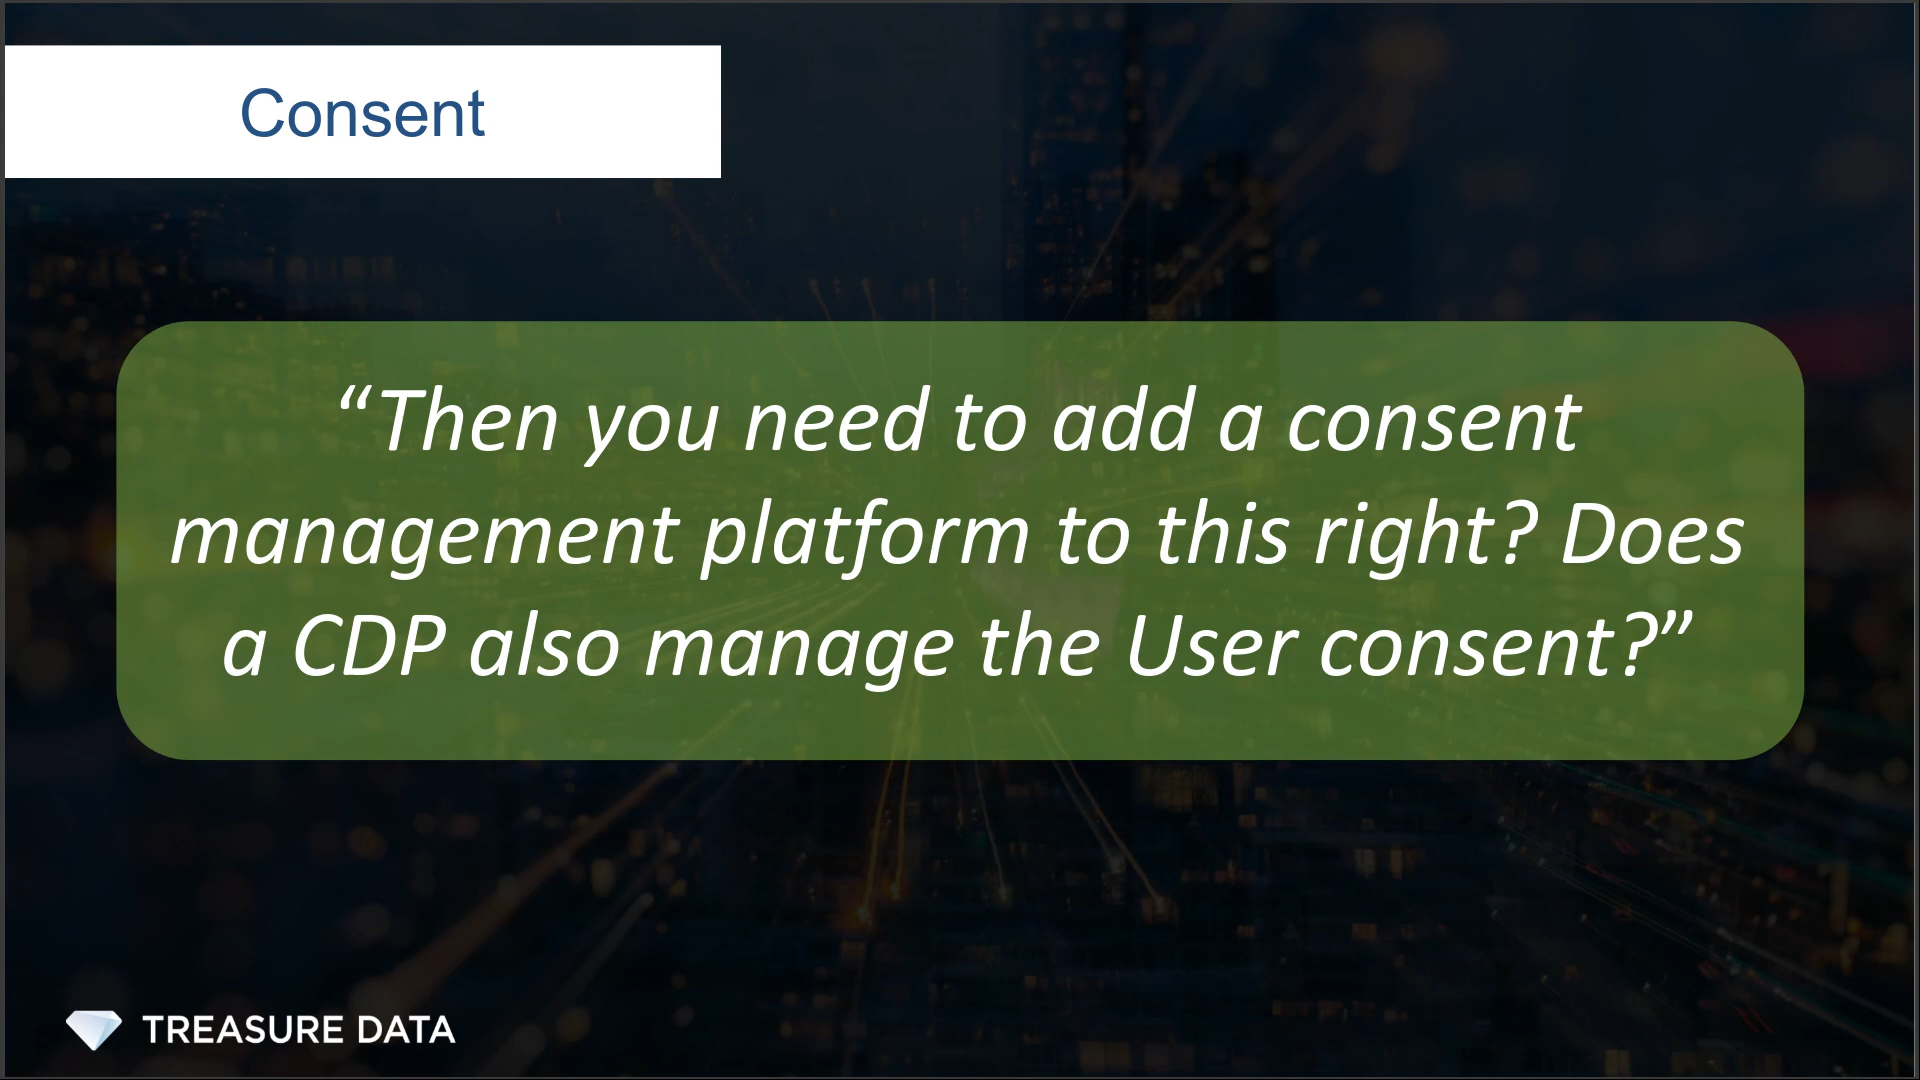 Consent
“Then you need to add a consent
management platform to this right? Does
a CDP also manage the User consent?”
TREASURE DATA